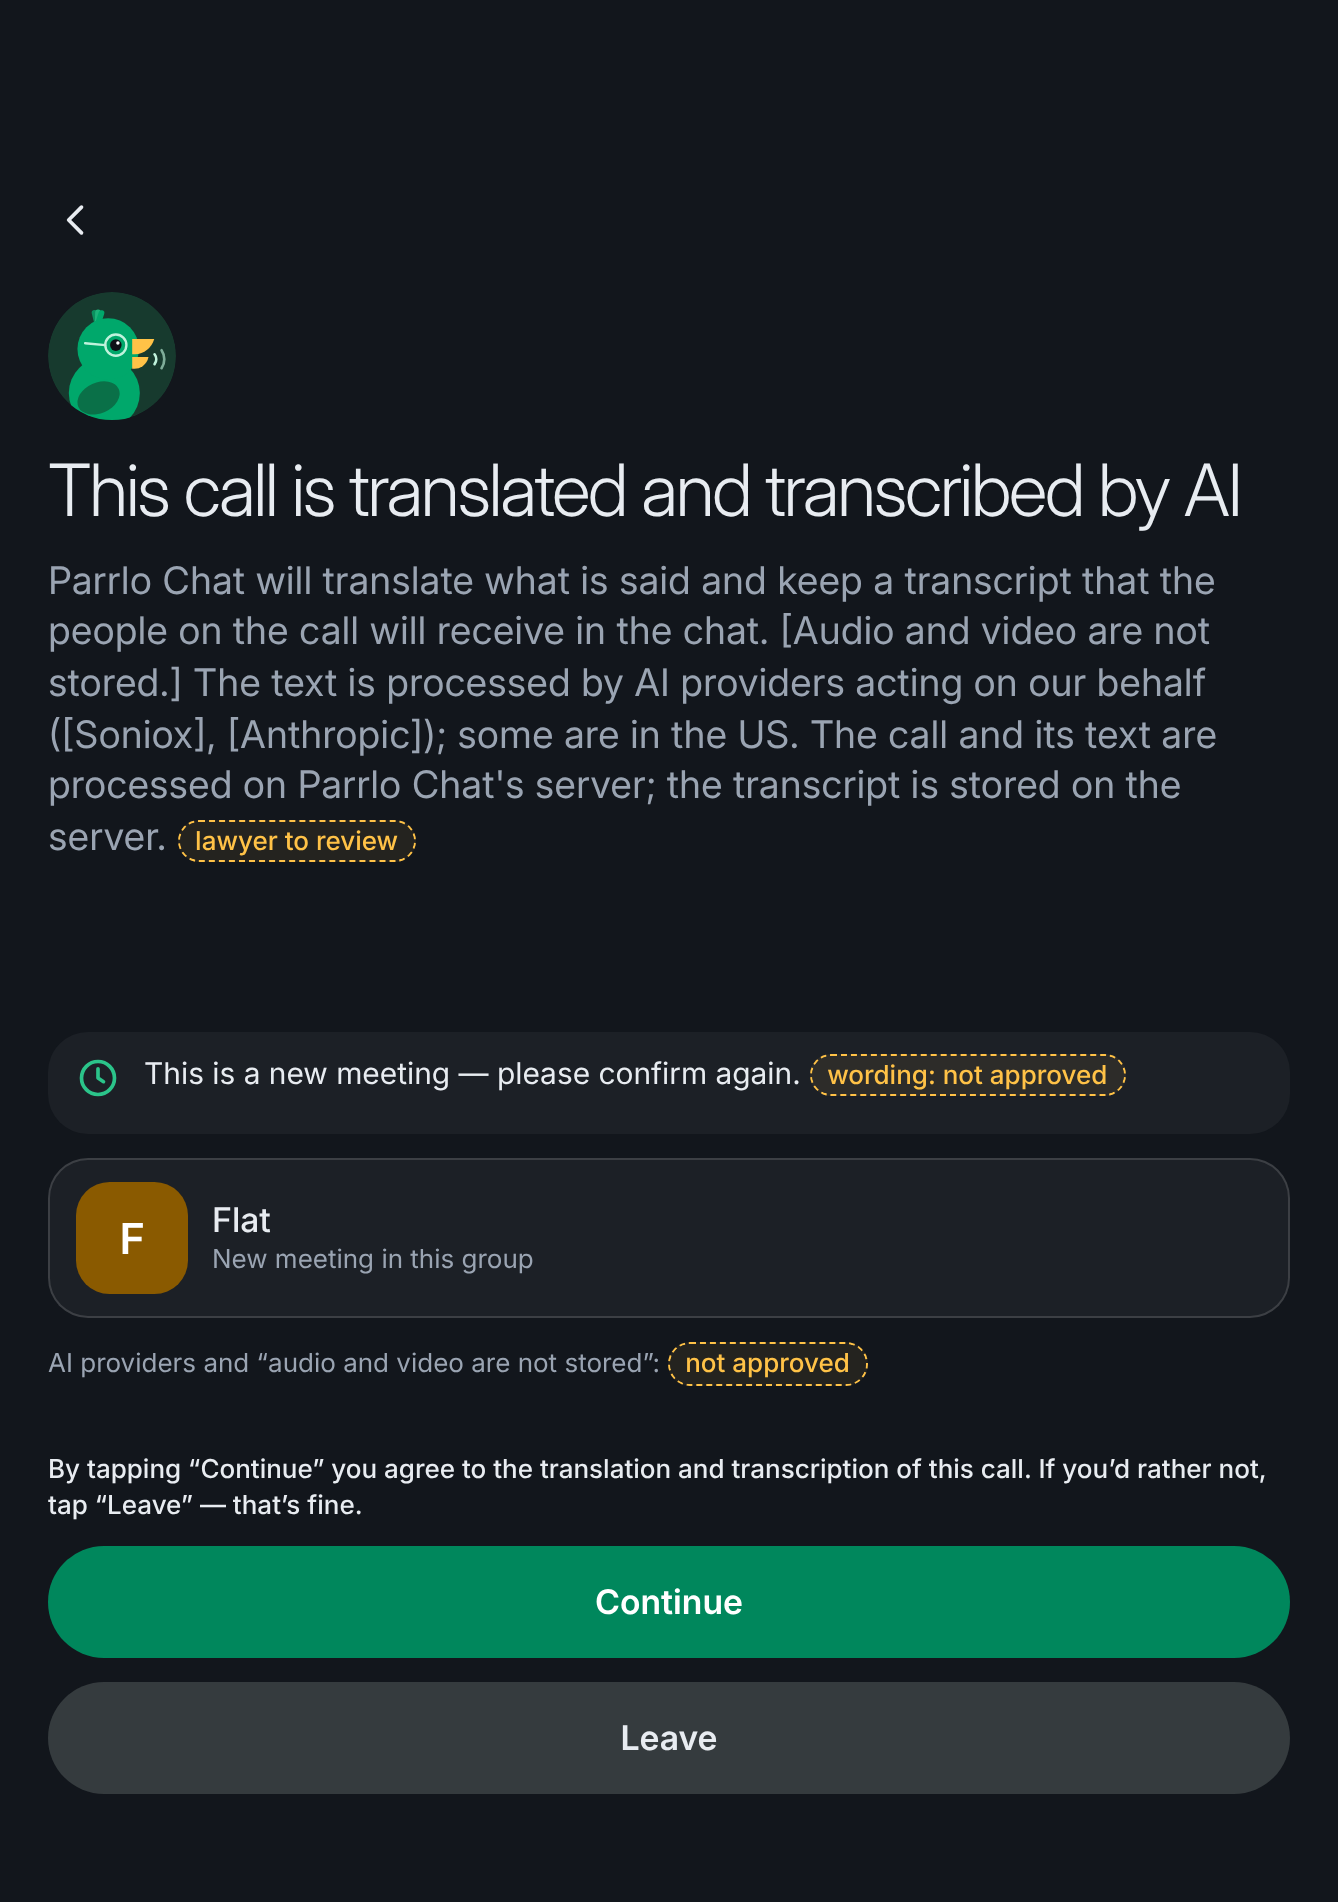 This call is translated and transcribed by AI
Parrlo Chat will translate what is said and keep a transcript that the
people on the call will receive in the chat. [Audio and video are not
stored.] The text is processed by AI providers acting on our behalf
([Soniox], [Anthropic]); some are in the US. The call and its text are
processed on Parrlo Chat's server; the transcript is stored on the
server. lawyer to review
This is a new meeting — please confirm again. wording: not approved
F
Flat
New meeting in this group
AI providers and “audio and video are not stored”: not approved
By tapping “Continue” you agree to the translation and transcription of this call. If you’d rather not,
tap “Leave” — that’s fine.
Continue
Leave